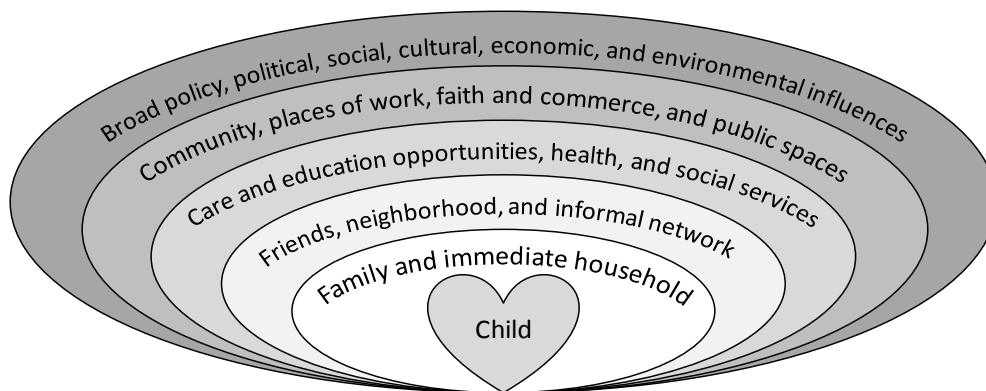 Broad policy, political, social, cultural, economic, and environmental influences
Community, places of work, faith and commerce, and public spaces
Care and education opportunities, health, and social services
Friends, neighborhood, and informal network
Family and immediate household
Child